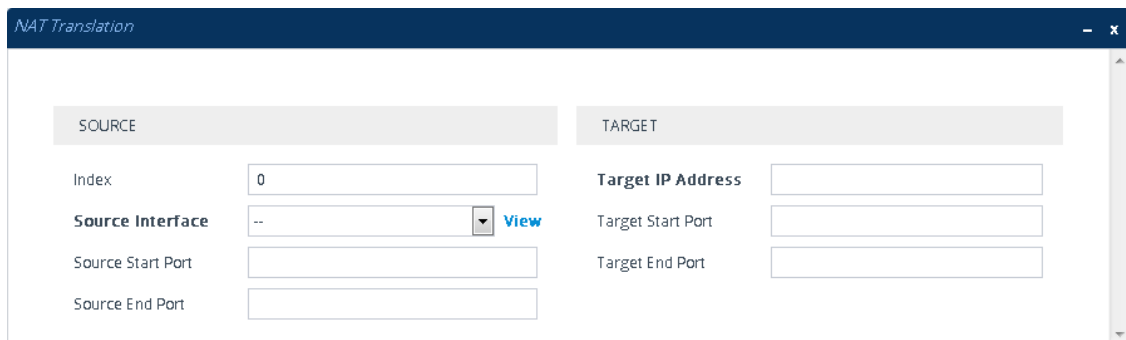 NAT Translation
SOURCE
Index 0
Source Interface -- View
Source Start Port
Source End Port
TARGET
Target IP Address
Target Start Port
Target End Port